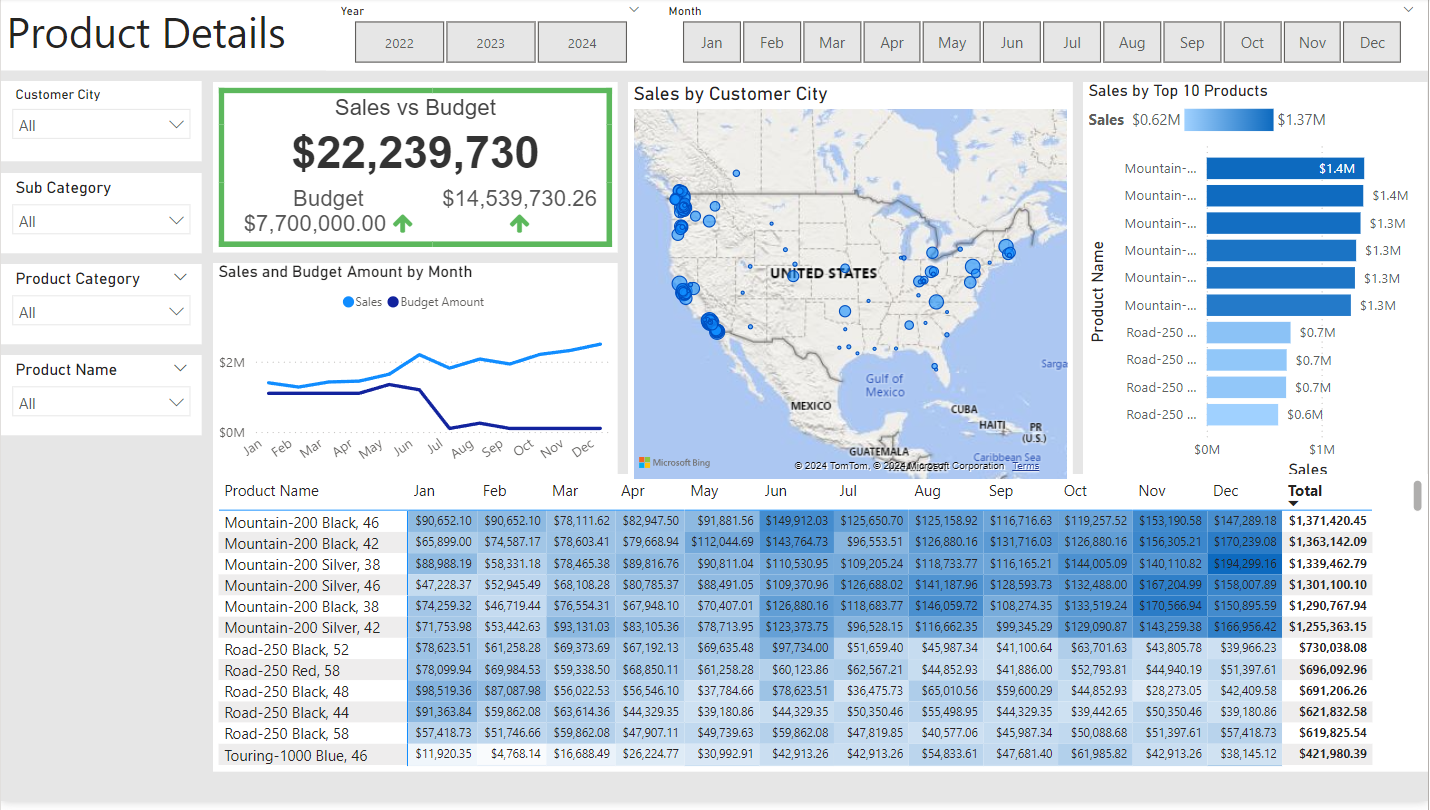 Product Details
Year
2022 2023 2024
Month
Jan Feb Mar Apr May Jun Jul Aug Sep Oct Nov Dec
Customer City
All
Sub Category
All
Product Category
All
Product Name
All
Sales vs Budget
$22,239,730
Budget $14,539,730.26
$7,700,000.00
Sales and Budget Amount by Month
Sales Budget Amount
$2M
$0M
Jan Feb Mar Apr May Jun Jul Aug Sep Oct Nov Dec
Sales by Customer City
UNITED STATES
Sarga
Gulf of
Mexico
MEXICO
CUBA
HAITI
PR
(U.S.)
GUATEMALA
Caribbean Sea
Microsoft Bing
© 2024 TomTom, © 2024 Microsoft Corporation Terms
Sales by Top 10 Products
Sales $0.62M $1.37M
Product Name
Mountain-... $1.4M
Mountain-... $1.4M
Mountain-... $1.3M
Mountain-... $1.3M
Mountain-... $1.3M
Mountain-... $1.3M
Road-250 ... $0.7M
Road-250 ... $0.7M
Road-250 ... $0.7M
Road-250 ... $0.6M
$0M $1M
Sales
Product Name Jan Feb Mar Apr May Jun Jul Aug Sep Oct Nov Dec Total
Mountain-200 Black, 46 $90,652.10 $90,652.10 $78,111.62 $82,947.50 $91,881.56 $149,912.03 $125,650.70 $125,158.92 $116,716.63 $119,257.52 $153,190.58 $147,289.18 $1,371,420.45
Mountain-200 Black, 42 $65,899.00 $74,587.17 $78,603.41 $79,668.94 $112,044.69 $143,764.73 $96,553.51 $126,880.16 $131,716.03 $126,880.16 $156,305.21 $170,239.08 $1,363,142.09
Mountain-200 Silver, 38 $88,988.19 $58,331.18 $78,465.38 $89,816.76 $90,811.04 $110,530.95 $109,205.24 $118,733.77 $116,165.21 $144,005.09 $140,110.82 $194,299.16 $1,339,462.79
Mountain-200 Silver, 46 $47,228.37 $52,945.49 $68,108.28 $80,785.37 $88,491.05 $109,370.96 $126,688.02 $141,187.96 $128,593.73 $132,488.00 $167,204.99 $158,007.89 $1,301,100.10
Mountain-200 Black, 38 $74,259.32 $46,719.44 $76,554.31 $67,948.10 $70,407.01 $126,880.16 $118,683.77 $146,059.72 $108,274.35 $133,519.24 $170,566.94 $150,895.59 $1,290,767.94
Mountain-200 Silver, 42 $71,753.98 $53,442.63 $93,131.03 $83,105.36 $78,713.95 $123,373.75 $96,528.15 $116,662.35 $99,345.29 $129,090.87 $143,259.38 $166,956.42 $1,255,363.15
Road-250 Black, 52 $78,623.51 $61,258.28 $69,373.69 $67,192.13 $69,635.48 $97,734.00 $51,659.40 $45,987.34 $41,100.64 $63,701.63 $43,805.78 $39,966.23 $730,038.08
Road-250 Red, 58 $78,099.94 $69,984.53 $59,338.50 $68,850.11 $61,258.28 $60,123.86 $62,567.21 $44,852.93 $41,886.00 $52,793.81 $44,940.19 $51,397.61 $696,092.96
Road-250 Black, 48 $98,519.36 $87,087.98 $56,022.53 $56,546.10 $37,784.66 $78,623.51 $36,475.73 $65,010.56 $59,600.29 $44,852.93 $28,273.05 $42,409.58 $691,206.26
Road-250 Black, 44 $91,363.84 $59,862.08 $63,614.36 $44,329.35 $39,180.86 $44,329.35 $50,350.46 $55,498.95 $44,329.35 $39,442.65 $50,350.46 $39,180.86 $621,832.58
Road-250 Black, 58 $57,418.73 $51,746.66 $59,862.08 $47,907.11 $49,739.63 $59,862.08 $47,819.85 $40,577.06 $45,987.34 $50,088.68 $51,397.61 $57,418.73 $619,825.54
Touring-1000 Blue, 46 $11,920.35 $4,768.14 $16,688.49 $26,224.77 $30,992.91 $42,913.26 $42,913.26 $54,833.61 $47,681.40 $61,985.82 $42,913.26 $38,145.12 $421,980.39